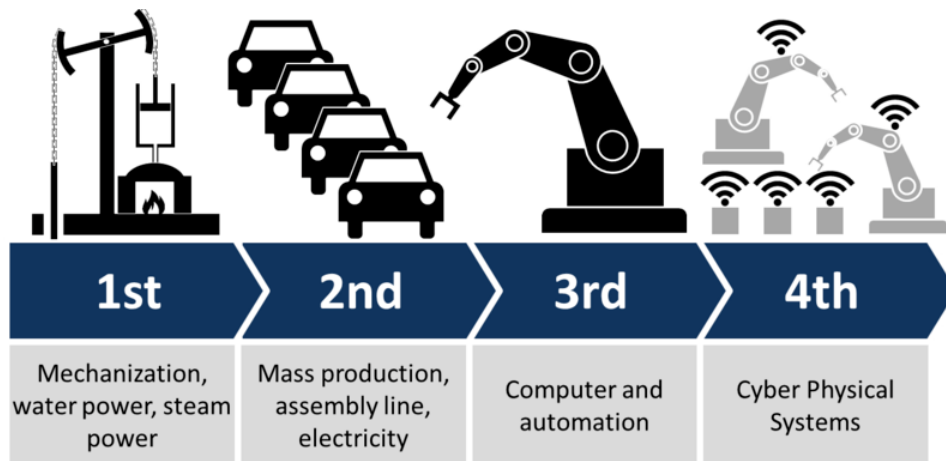 1st
2nd
3rd
4th
Mechanization,
water power, steam
power
Mass production,
assembly line,
electricity
Computer and
automation
Cyber Physical
Systems